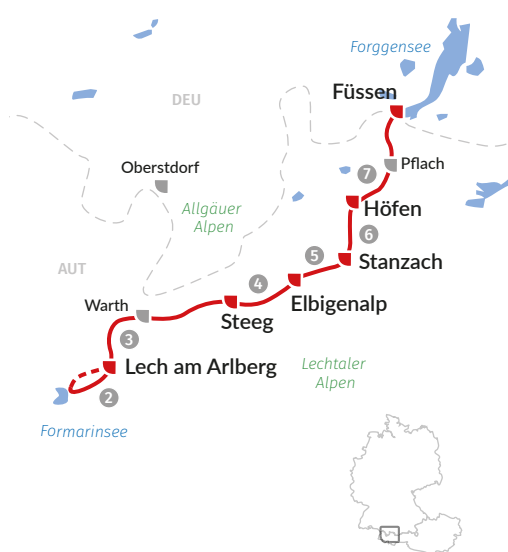 Forggensee
Füssen
DEU
Oberstdorf
Pflach
7
Allgäuer
Alpen
Höfen
6
5
Stanzach
AUT
4
Elbigenalp
Warth
Steeg
3
Lech am Arlberg
Lechtaler
Alpen
2
Formarinsee